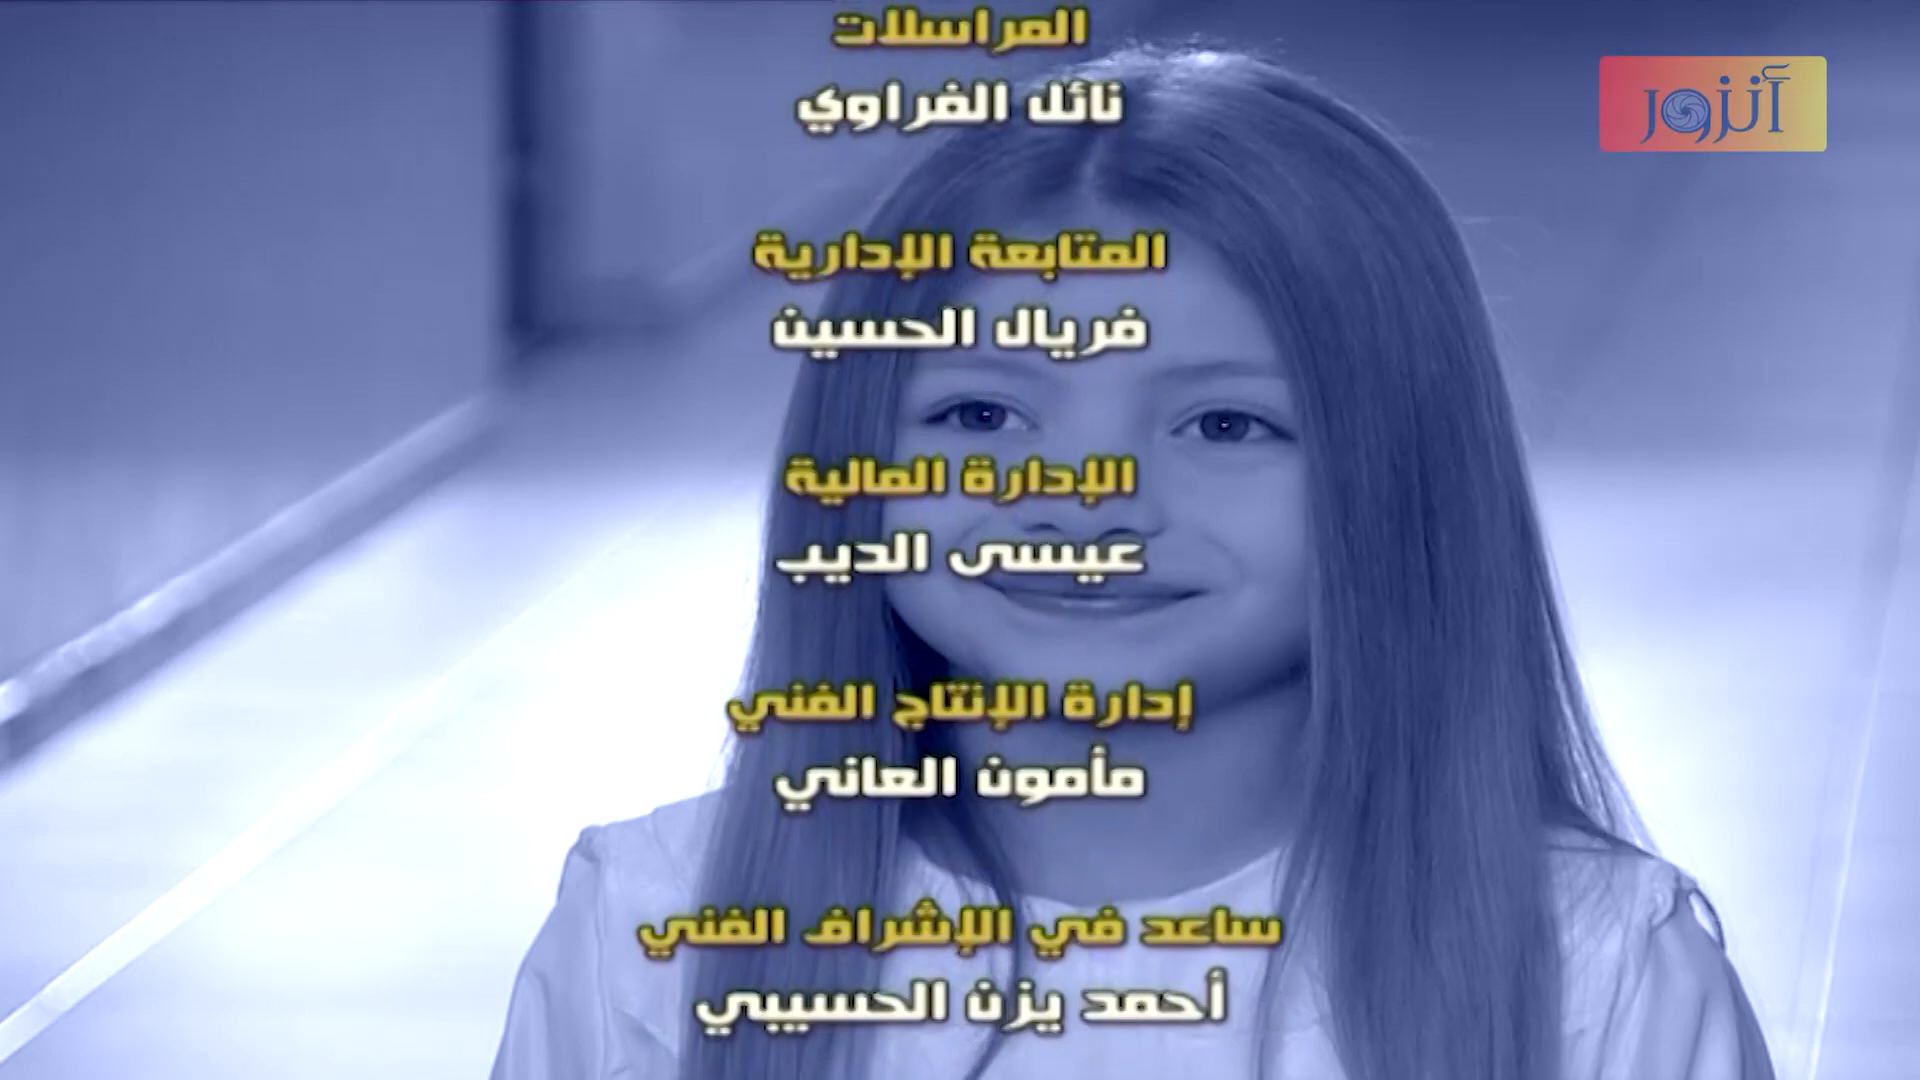 المراسلات
نائل الغراوي
أنزور
المتابعة الإدارية
فريال الحسين
الإدارة المالية
عيسى الديب
إدارة الإنتاج الفني
مأمون العاني
ساعد في الإشراف الفني
أحمد يزن الحسيبي